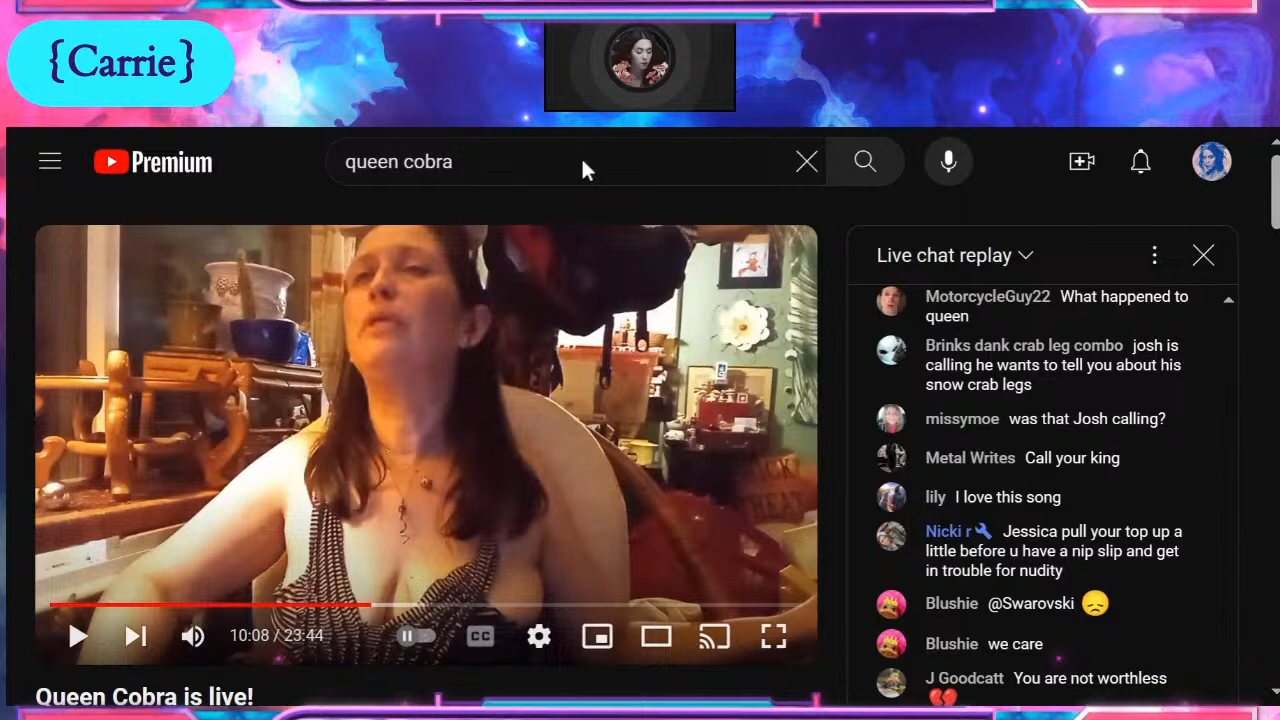 {Carrie}
Premium
queen cobra
Live chat replay
MotorcycleGuy22 What happened to
queen
Brinks dank crab leg combo josh is
calling he wants to tell you about his
snow crab legs
missymoe was that Josh calling?
Metal Writes Call your king
lily I love this song
Nicki r Jessica pull your top up a
little before u have a nip slip and get
in trouble for nudity
Blushie @Swarovski 😞
Blushie we care
J Goodcatt You are not worthless
💔
10:08 / 23:44
CC
Queen Cobra is live!